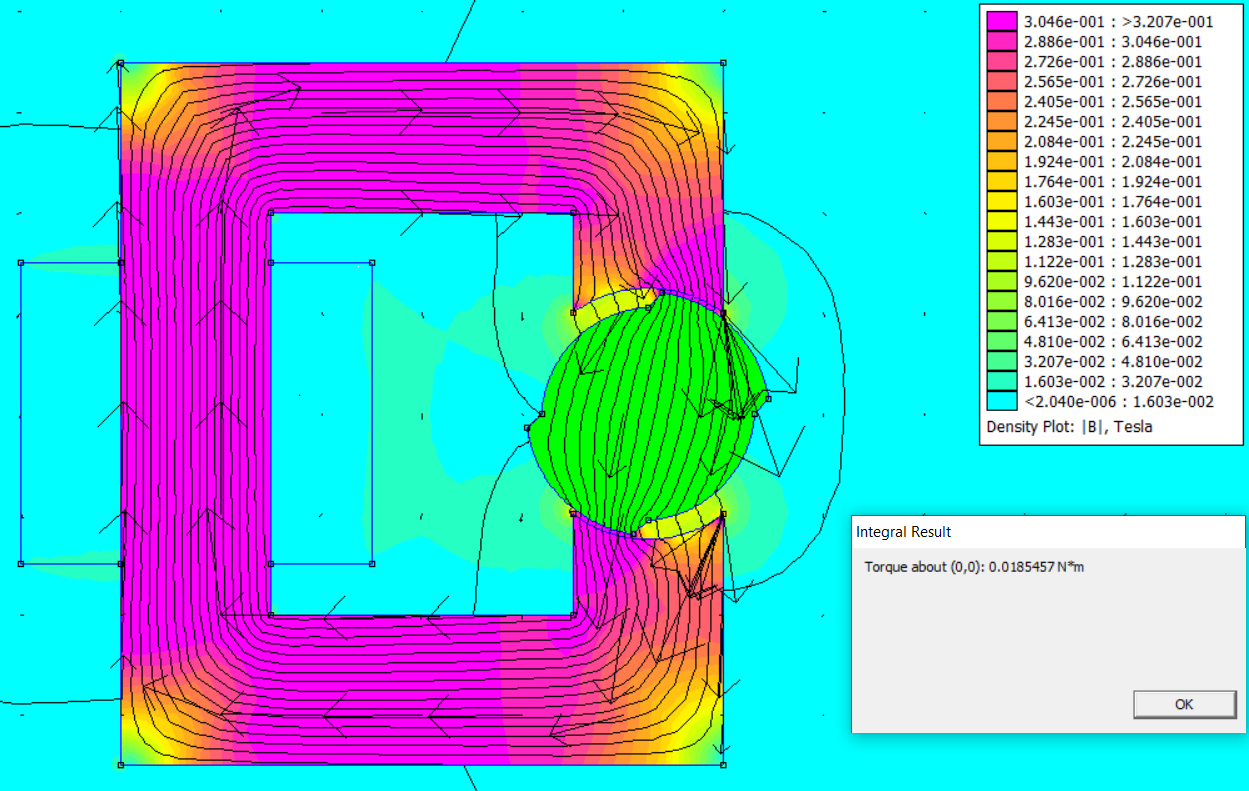 3.046e-001 : >3.207e-001
2.886e-001 : 3.046e-001
2.726e-001 : 2.886e-001
2.565e-001 : 2.726e-001
2.405e-001 : 2.565e-001
2.245e-001 : 2.405e-001
2.084e-001 : 2.245e-001
1.924e-001 : 2.084e-001
1.764e-001 : 1.924e-001
1.603e-001 : 1.764e-001
1.443e-001 : 1.603e-001
1.283e-001 : 1.443e-001
1.122e-001 : 1.283e-001
9.620e-002 : 1.122e-001
8.016e-002 : 9.620e-002
6.413e-002 : 8.016e-002
4.810e-002 : 6.413e-002
3.207e-002 : 4.810e-002
1.603e-002 : 3.207e-002
<2.040e-006 : 1.603e-002
Density Plot: |B|, Tesla
Integral Result
Torque about (0,0): 0.0185457 N*m
OK